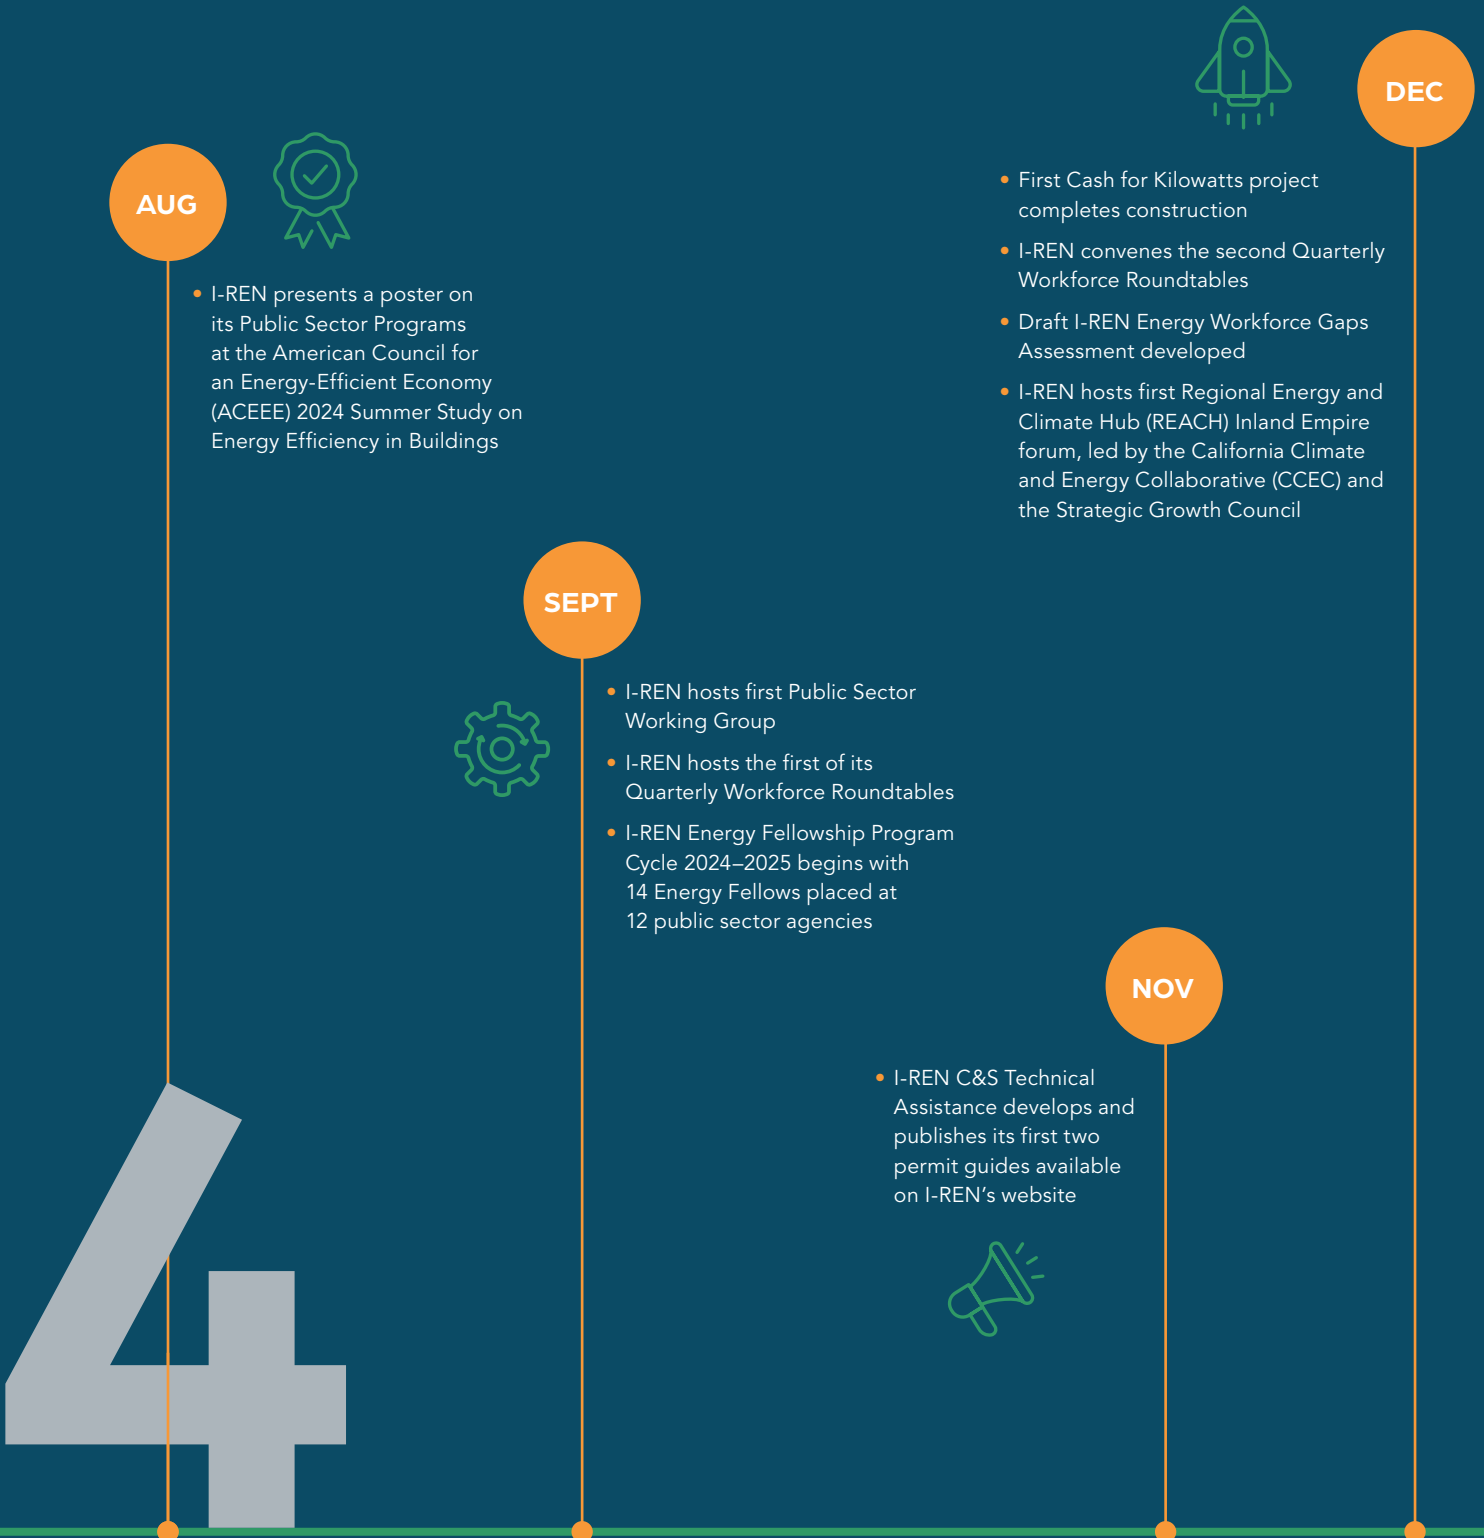 AUG
• I-REN presents a poster on
its Public Sector Programs
at the American Council for
an Energy-Efficient Economy
(ACEEE) 2024 Summer Study on
Energy Efficiency in Buildings
SEPT
• I-REN hosts first Public Sector
Working Group
• I-REN hosts the first of its
Quarterly Workforce Roundtables
• I-REN Energy Fellowship Program
Cycle 2024–2025 begins with
14 Energy Fellows placed at
12 public sector agencies
NOV
• I-REN C&S Technical
Assistance develops and
publishes its first two
permit guides available
on I-REN’s website
DEC
• First Cash for Kilowatts project
completes construction
• I-REN convenes the second Quarterly
Workforce Roundtables
• Draft I-REN Energy Workforce Gaps
Assessment developed
• I-REN hosts first Regional Energy and
Climate Hub (REACH) Inland Empire
forum, led by the California Climate
and Energy Collaborative (CCEC) and
the Strategic Growth Council
4